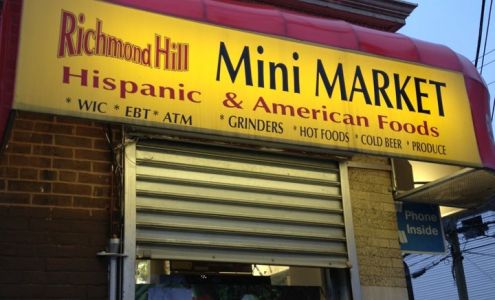 Richmond Hill
Mini MARKET
Hispanic & American Foods
* WIC * EBT * ATM * GRINDERS * HOT FOODS * COLD BEER * PRODUCE
Phone
Inside